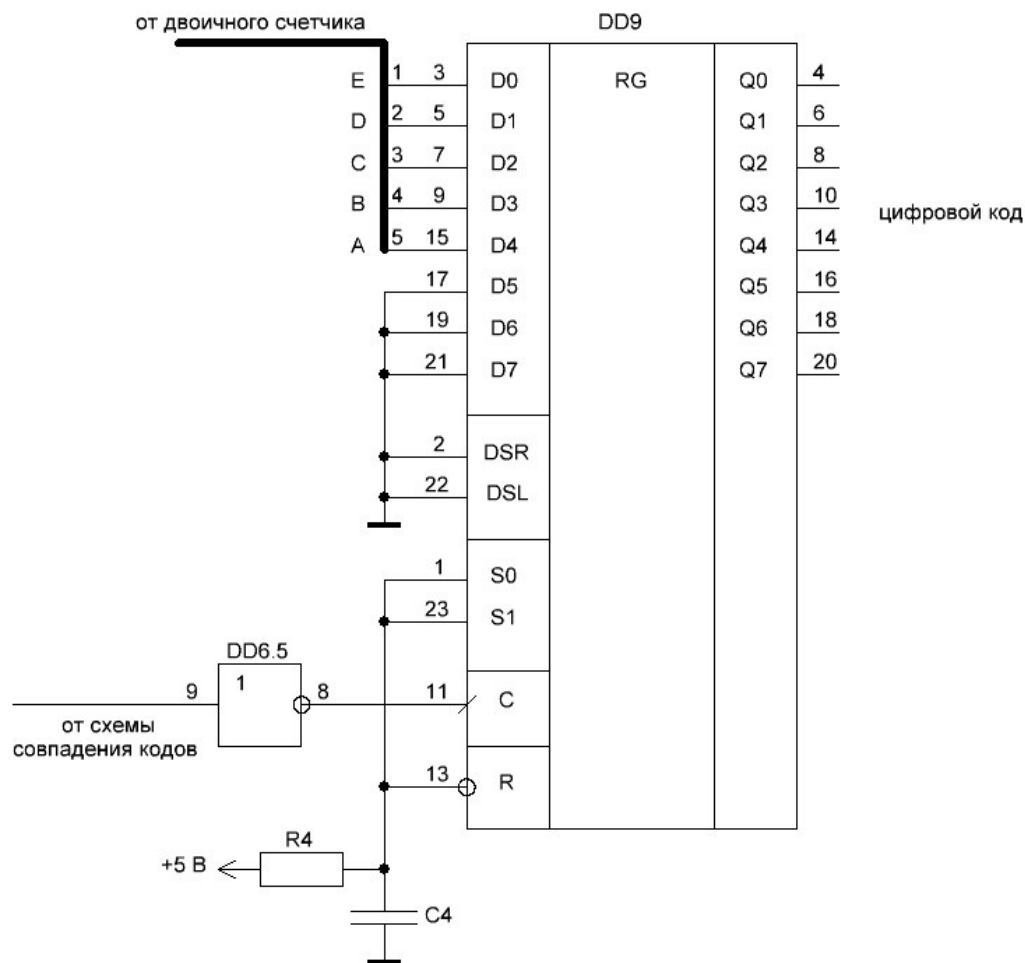 от двоичного счетчика
DD9
E 1 3 D0 RG Q0 4
D 2 5 D1 Q1 6
C 3 7 D2 Q2 8
B 4 9 D3 Q3 10
цифровой код
A 5 15 D4 Q4 14
17 D5 Q5 16
19 D6 Q6 18
21 D7 Q7 20
2 DSR
22 DSL
1 S0
23 S1
DD6.5
9 1 8 11 C
от схемы
совпадения кодов
13 R
R4
+5 В
C4